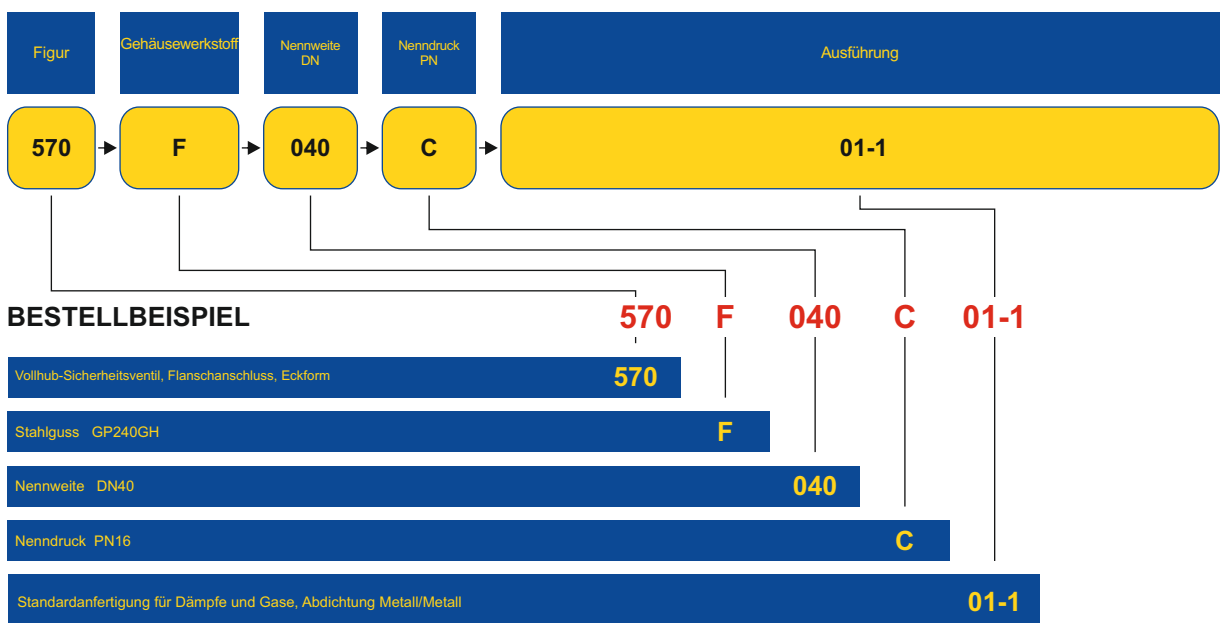 Figur
Gehäusewerkstoff
Nennweite
DN
Nenndruck
PN
Ausführung
570
F
040
C
01-1
BESTELLBEISPIEL 570 F 040 C 01-1
Vollhub-Sicherheitsventil, Flanschanschluss, Eckform 570
Stahlguss GP240GH F
Nennweite DN40 040
Nenndruck PN16 C
Standardanfertigung für Dämpfe und Gase, Abdichtung Metall/Metall 01-1